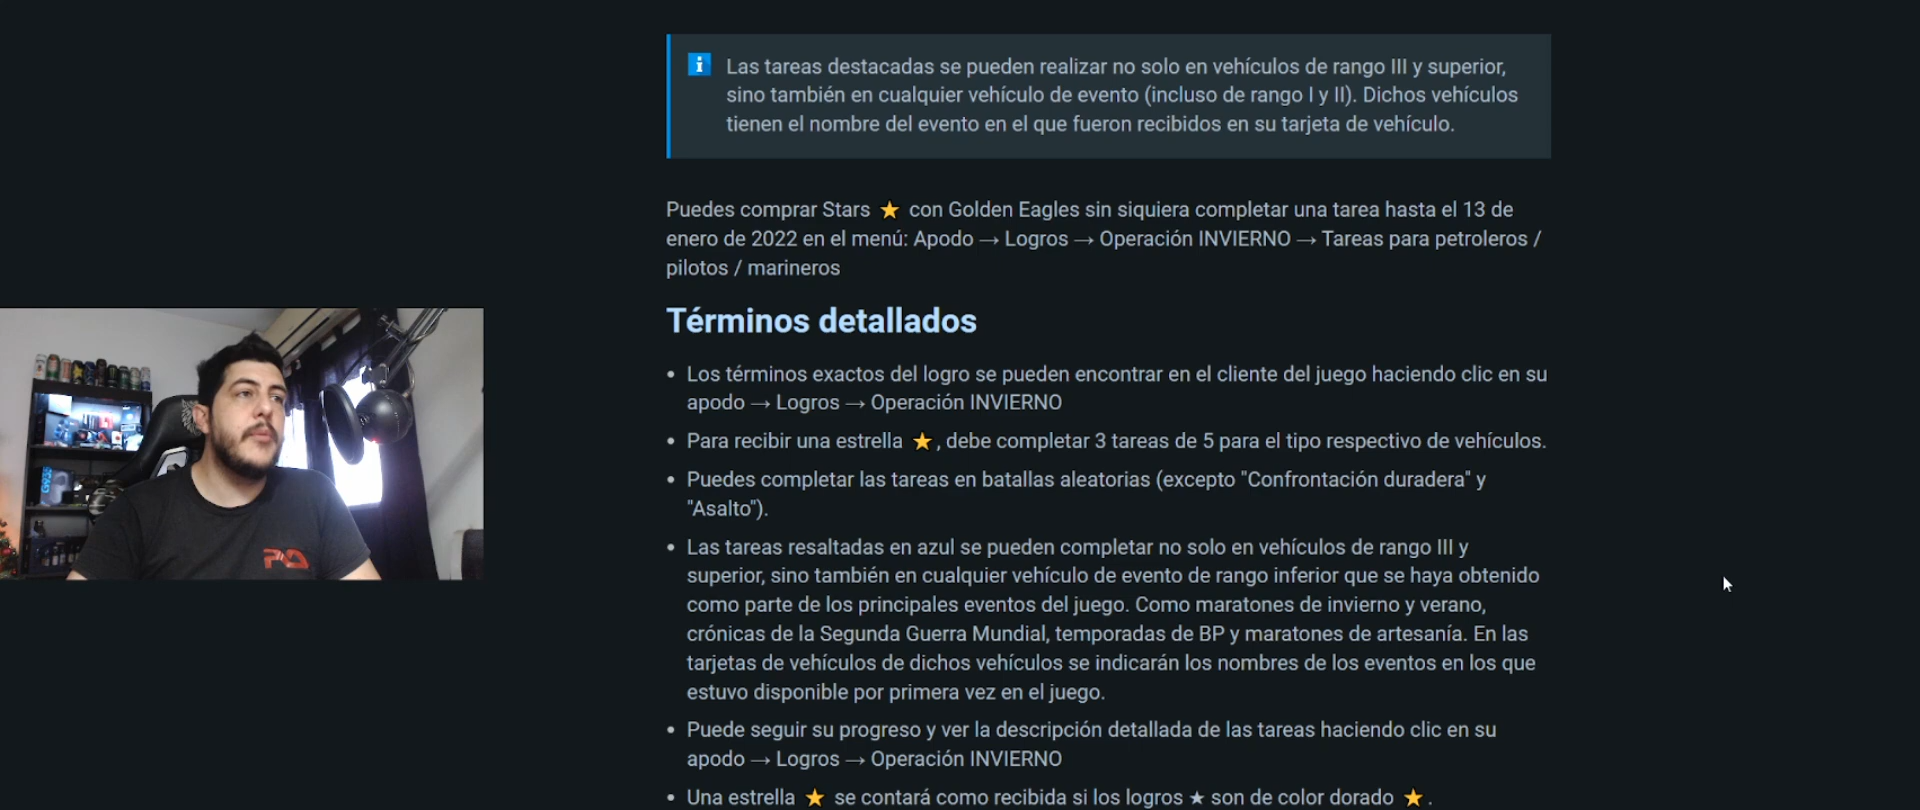 Las tareas destacadas se pueden realizar no solo en vehículos de rango III y superior,
sino también en cualquier vehículo de evento (incluso de rango I y II). Dichos vehículos
tienen el nombre del evento en el que fueron recibidos en su tarjeta de vehículo.
Puedes comprar Stars ⭐ con Golden Eagles sin siquiera completar una tarea hasta el 13 de
enero de 2022 en el menú: Apodo → Logros → Operación INVIERNO → Tareas para petroleros /
pilotos / marineros
Términos detallados
• Los términos exactos del logro se pueden encontrar en el cliente del juego haciendo clic en su
apodo → Logros → Operación INVIERNO
• Para recibir una estrella ⭐, debe completar 3 tareas de 5 para el tipo respectivo de vehículos.
• Puedes completar las tareas en batallas aleatorias (excepto "Confrontación duradera" y
"Asalto").
• Las tareas resaltadas en azul se pueden completar no solo en vehículos de rango III y
superior, sino también en cualquier vehículo de evento de rango inferior que se haya obtenido
como parte de los principales eventos del juego. Como maratones de invierno y verano,
crónicas de la Segunda Guerra Mundial, temporadas de BP y maratones de artesanía. En las
tarjetas de vehículos de dichos vehículos se indicarán los nombres de los eventos en los que
estuvo disponible por primera vez en el juego.
• Puede seguir su progreso y ver la descripción detallada de las tareas haciendo clic en su
apodo → Logros → Operación INVIERNO
• Una estrella ⭐ se contará como recibida si los logros ★ son de color dorado ⭐.